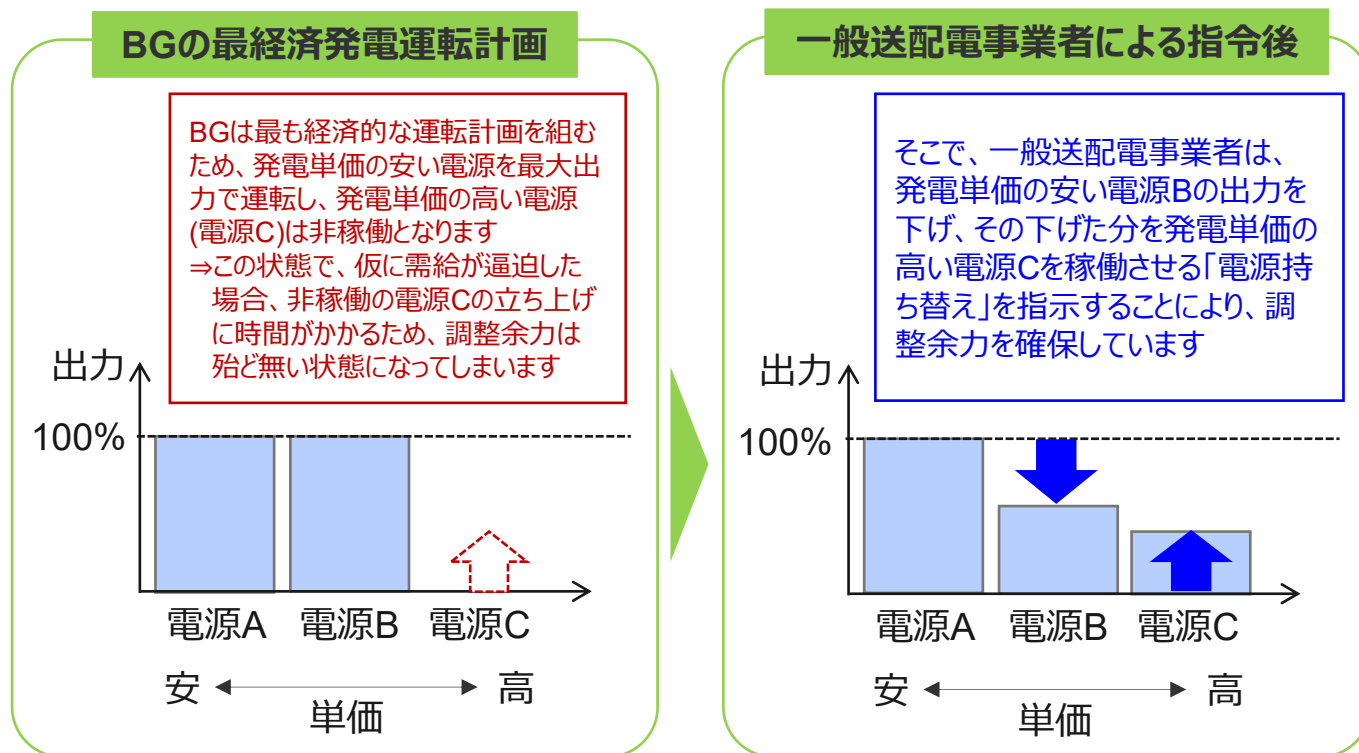 BGの最経済発電運転計画
BGは最も経済的な運転計画を組む
ため、発電単価の安い電源を最大出
力で運転し、発電単価の高い電源
(電源C)は非稼働となります
⇒この状態で、仮に需給が逼迫した
場合、非稼働の電源Cの立ち上げ
に時間がかかるため、調整余力は
殆ど無い状態になってしまいます
出力
100%
電源A 電源B 電源C
安 高
単価
一般送配電事業者による指令後
そこで、一般送配電事業者は、
発電単価の安い電源Bの出力を
下げ、その下げた分を発電単価の
高い電源Cを稼働させる「電源持
ち替え」を指示することにより、調
整余力を確保しています
出力
100%
電源A 電源B 電源C
安 高
単価